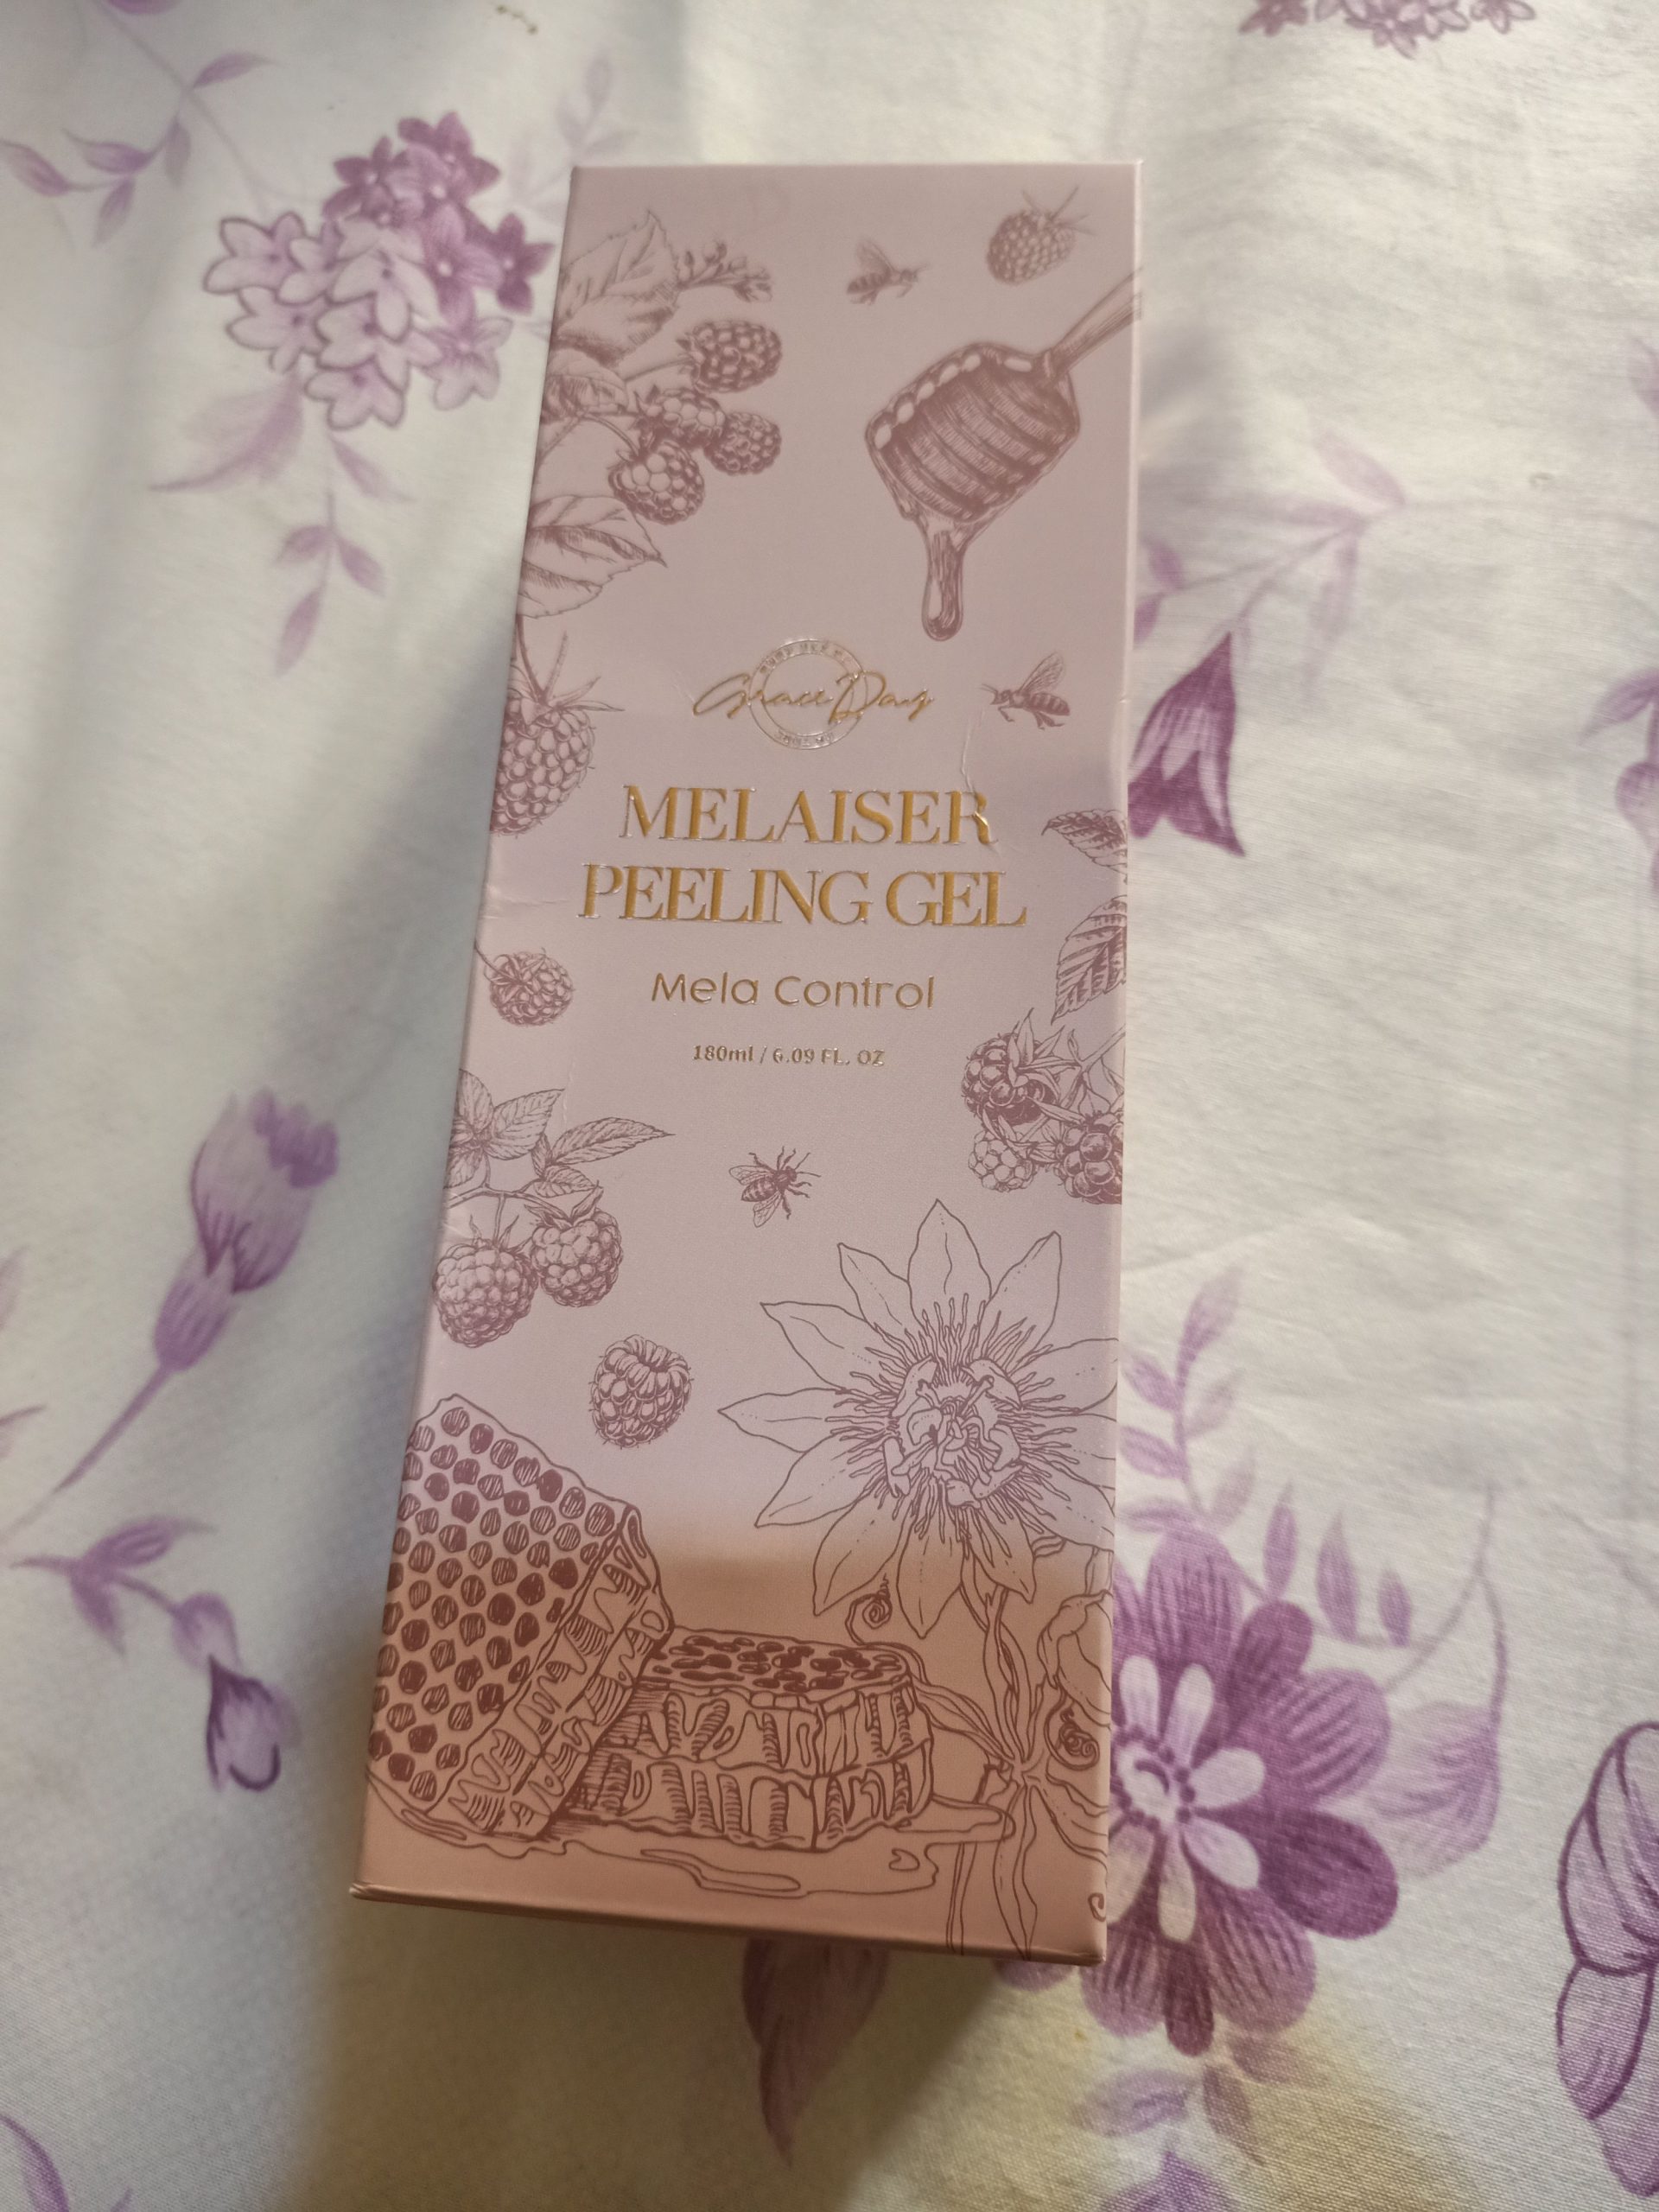 Grace Day
MELAISER
PEELING GEL
Mela Control
180ml / 6.09 FL. OZ